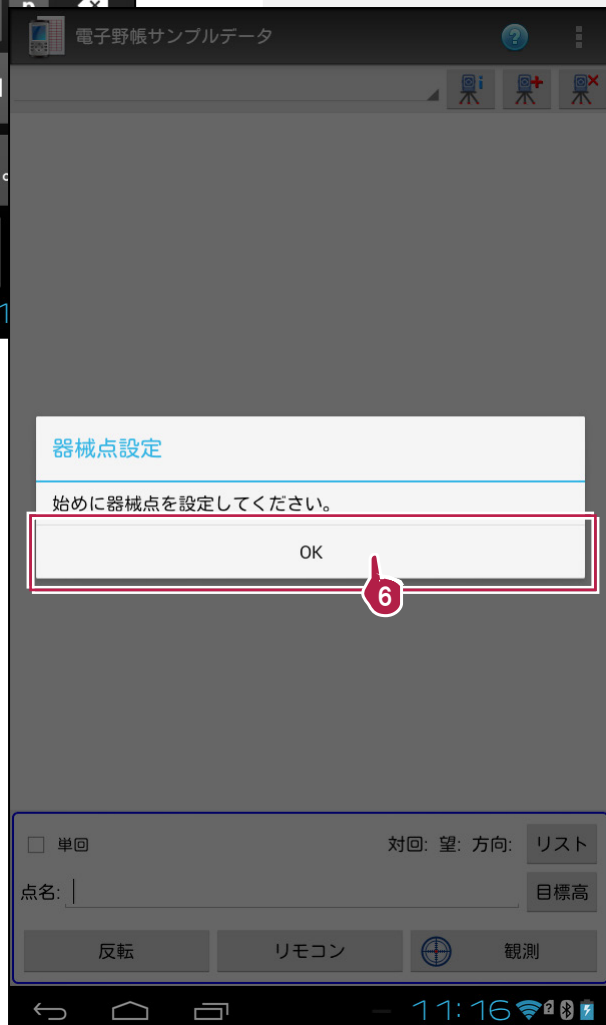 電子野帳サンプルデータ
器械点設定
始めに器械点を設定してください。
OK
6
単回 対回: 望: 方向: リスト
点名: 目標高
反転 リモコン 観測
11:16